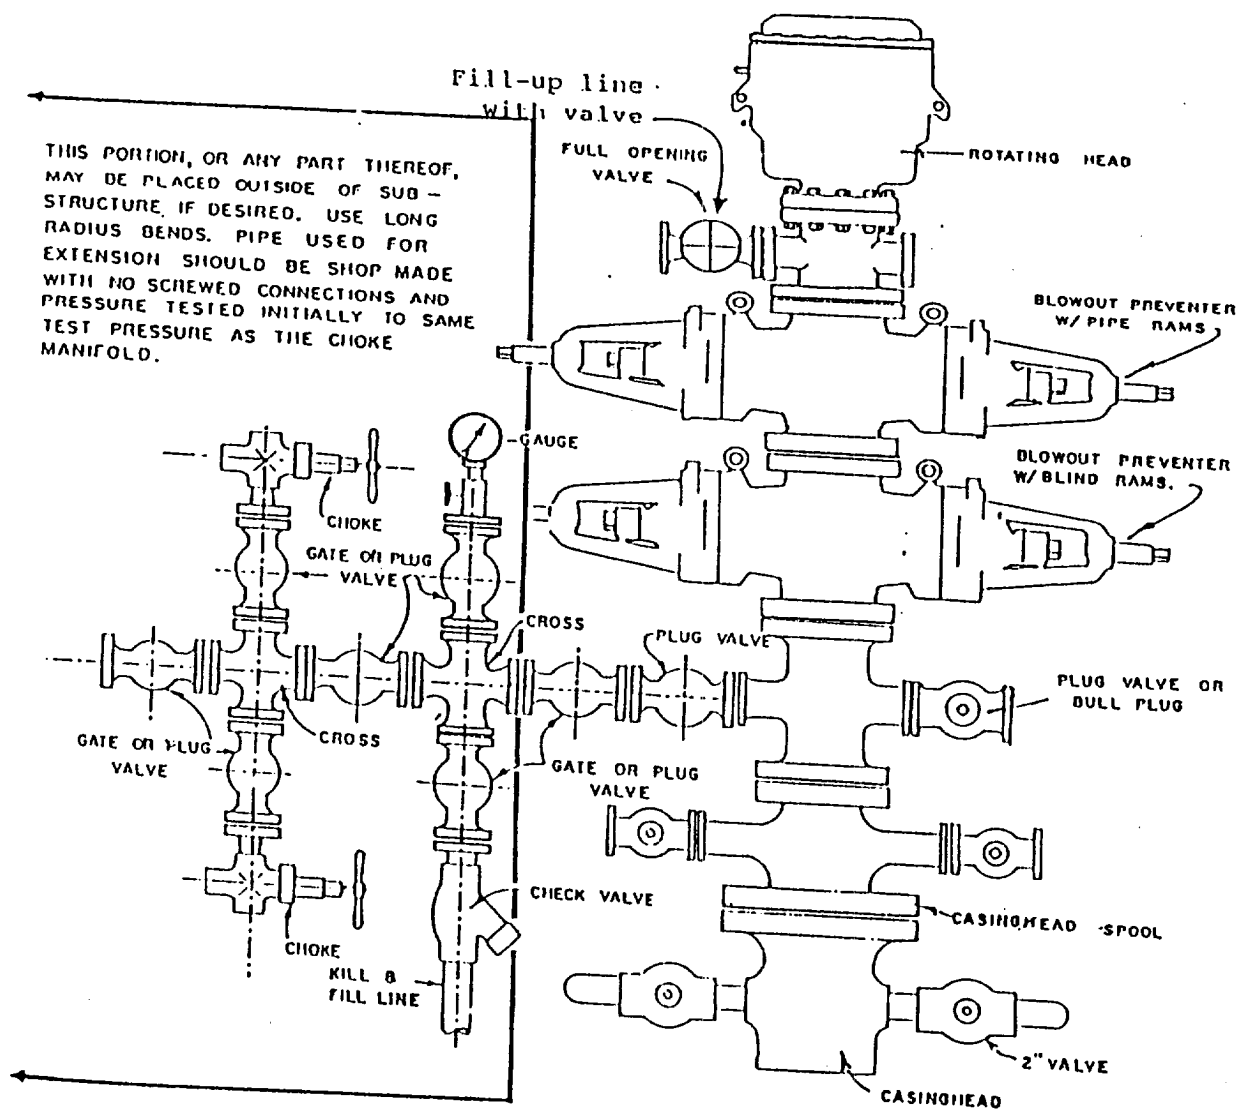 Fill-up line
with valve
FULL OPENING
VALVE
ROTATING HEAD
THIS PORTION, OR ANY PART THEREOF,
MAY BE PLACED OUTSIDE OF SUB-
STRUCTURE, IF DESIRED. USE LONG
RADIUS BENDS. PIPE USED FOR
EXTENSION SHOULD BE SHOP MADE
WITH NO SCREWED CONNECTIONS AND
PRESSURE TESTED INITIALLY TO SAME
TEST PRESSURE AS THE CHOKE
MANIFOLD.
BLOWOUT PREVENTER
W/ PIPE RAMS
GAUGE
BLOWOUT PREVENTER
W/ BLIND RAMS.
CHOKE
GATE OR PLUG
VALVE
CROSS
PLUG VALVE
PLUG VALVE OR
BULL PLUG
GATE OR PLUG
VALVE
CROSS
GATE OR PLUG
VALVE
CHECK VALVE
CASINGHEAD SPOOL
CHOKE
KILL &
FILL LINE
2" VALVE
CASINGHEAD